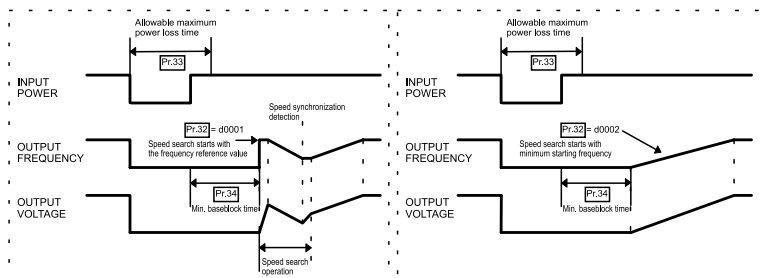 Allowable maximum
power loss time
Pr.33
INPUT
POWER
Speed synchronization
detection
Pr.32 = d0001
Speed search starts with
the frequency reference value
OUTPUT
FREQUENCY
Pr.34
Min. baseblock time
OUTPUT
VOLTAGE
Speed search
operation
Allowable maximum
power loss time
Pr.33
INPUT
POWER
Pr.32 = d0002
Speed search starts with
minimum starting frequency
OUTPUT
FREQUENCY
Pr.34
Min. baseblock time
OUTPUT
VOLTAGE